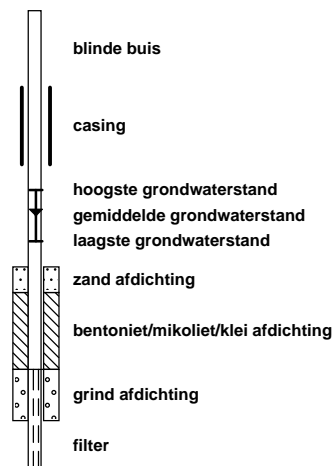 blinde buis
casing
hoogste grondwaterstand
gemiddelde grondwaterstand
laagste grondwaterstand
zand afdichting
bentoniet/mikoliet/klei afdichting
grind afdichting
filter